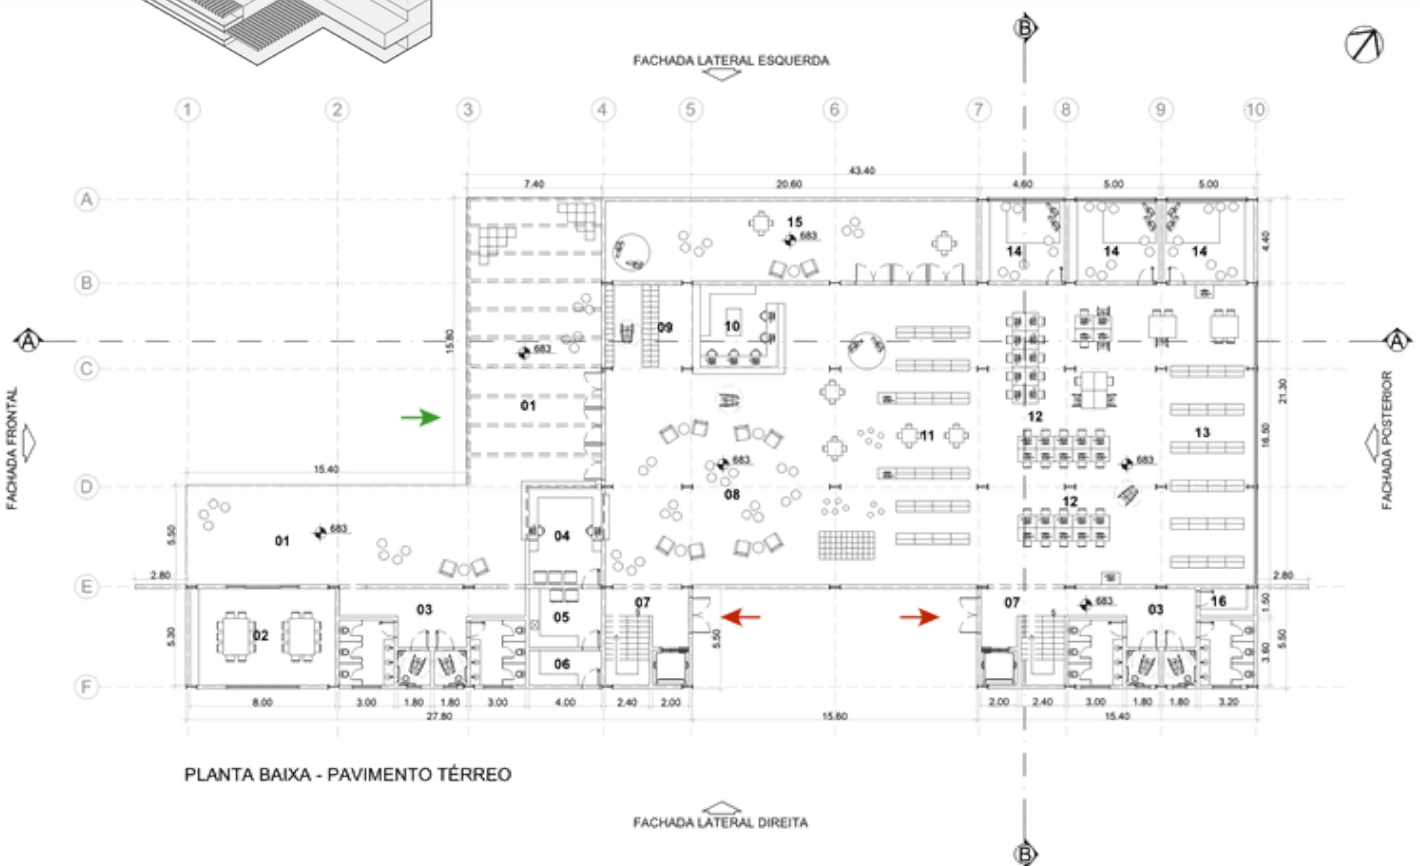 B
FACHADA LATERAL ESQUERDA
1 2 3 4 5 6 7 8 9 10
43.40
7.40 20.60 4.60 5.00 5.00
A
15
683
14 14 14
4.40
B
09 10
15.80
A
683
A
C
21.30
FACHADA FRONTAL
01
12
11
13
16.50
FACHADA POSTERIOR
15.40
683
683
D
08
12
5.50
01
683
04
2.80
2.80
E
03
07
07
683
03
16
1.50
02
05
5.30
5.50
3.60
5.50
06
F
8.00 3.00 1.80 1.80 3.00 4.00 2.40 2.00 2.00 2.40 3.00 1.80 1.80 3.20
27.80 15.60 15.40
PLANTA BAIXA - PAVIMENTO TÉRREO
FACHADA LATERAL DIREITA
B